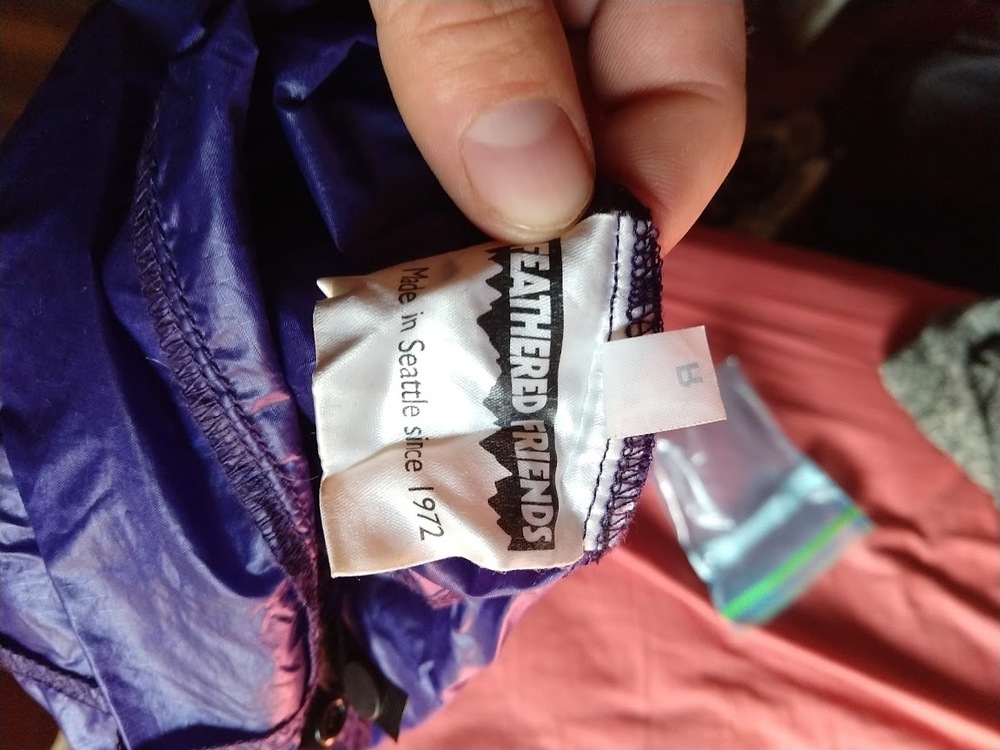 FEATHERED FRIENDS
Made in Seattle since 1972
R